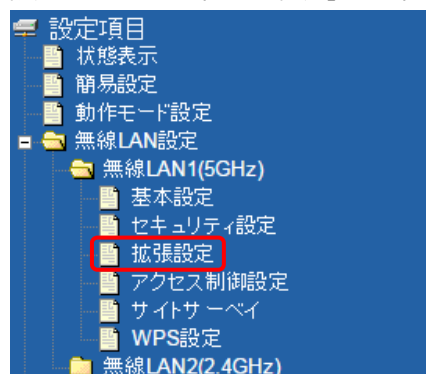 設定項目
状態表示
簡易設定
動作モード設定
無線LAN設定
無線LAN1(5GHz)
基本設定
セキュリティ設定
拡張設定
アクセス制御設定
サイトサーベイ
WPS設定
無線LAN2(2.4GHz)